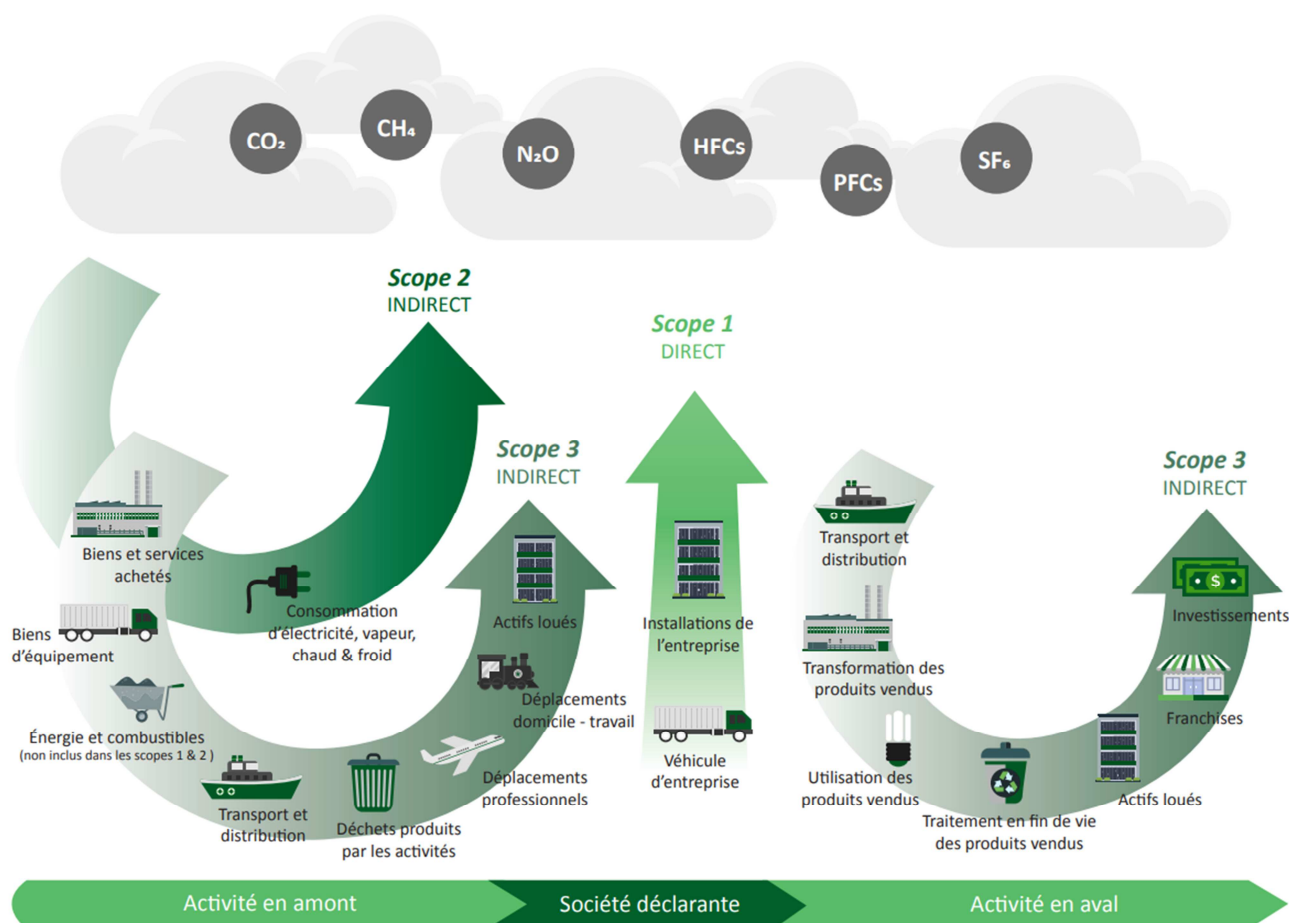 CO₂
CH₄
N₂O
HFCs
PFCs
SF₆
Scope 2
INDIRECT
Consommation
d'électricité, vapeur,
chaud & froid
Scope 3
INDIRECT
Biens et services
achetés
Biens
d'équipement
Énergie et combustibles
(non inclus dans les scopes 1 & 2 )
Transport et
distribution
Déchets produits
par les activités
Déplacements
professionnels
Déplacements
domicile - travail
Actifs loués
Scope 1
DIRECT
Installations de
l'entreprise
Véhicule
d'entreprise
Scope 3
INDIRECT
Transport et
distribution
Transformation des
produits vendus
Utilisation des
produits vendus
Traitement en fin de vie
des produits vendus
Actifs loués
Franchises
$
Investissements
Activité en amont
Société déclarante
Activité en aval